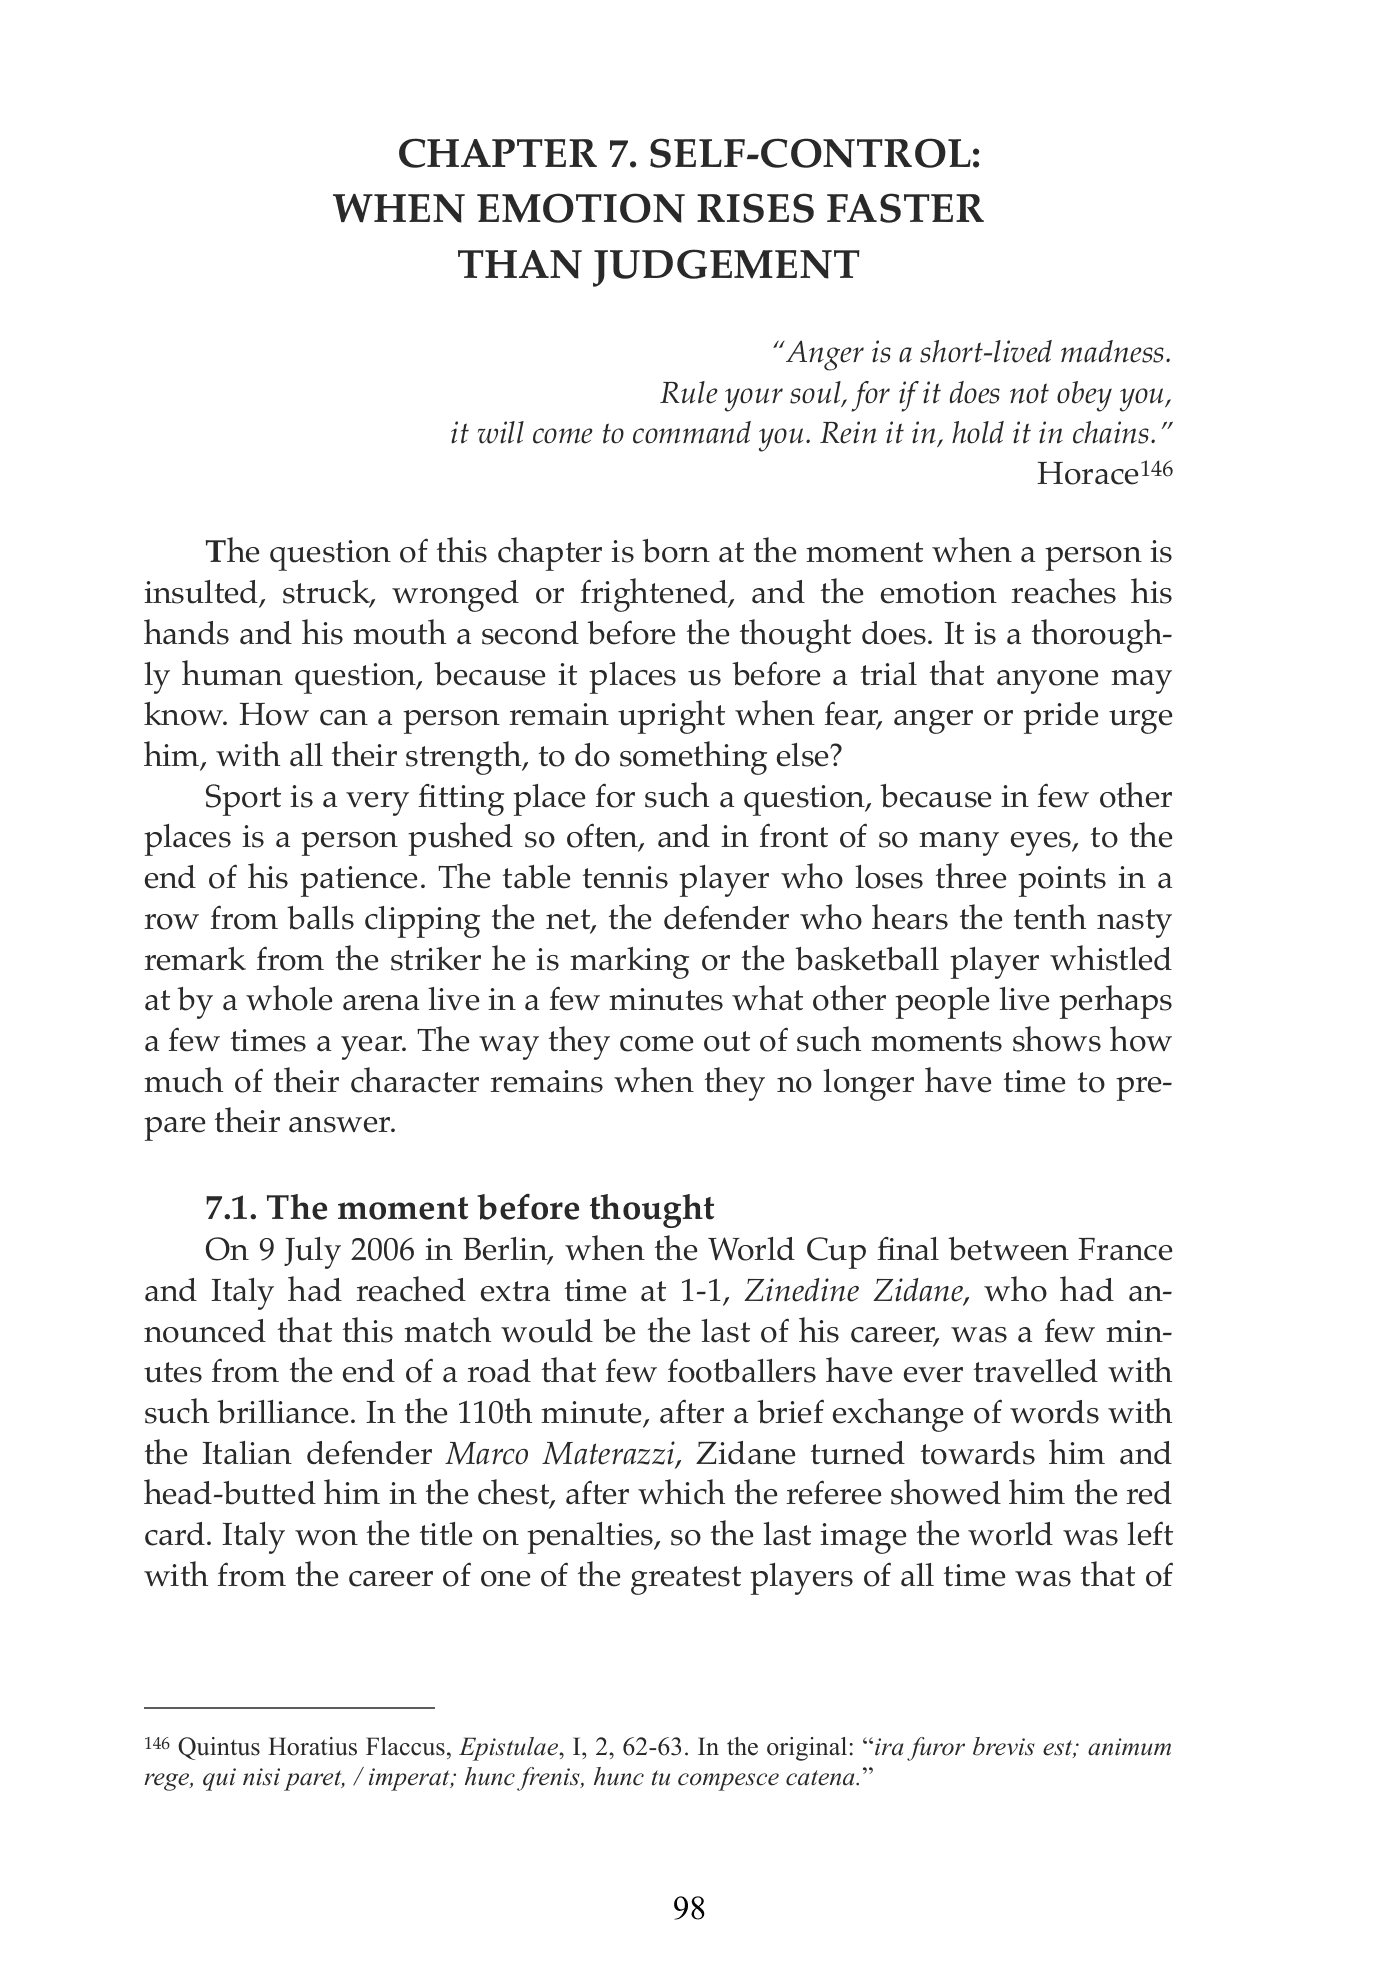 CHAPTER 7. SELF-CONTROL:
WHEN EMOTION RISES FASTER
THAN JUDGEMENT
“Anger is a short-lived madness.
Rule your soul, for if it does not obey you,
it will come to command you. Rein it in, hold it in chains.”
Horace146
The question of this chapter is born at the moment when a person is
insulted, struck, wronged or frightened, and the emotion reaches his
hands and his mouth a second before the thought does. It is a thorough-
ly human question, because it places us before a trial that anyone may
know. How can a person remain upright when fear, anger or pride urge
him, with all their strength, to do something else?
Sport is a very fitting place for such a question, because in few other
places is a person pushed so often, and in front of so many eyes, to the
end of his patience. The table tennis player who loses three points in a
row from balls clipping the net, the defender who hears the tenth nasty
remark from the striker he is marking or the basketball player whistled
at by a whole arena live in a few minutes what other people live perhaps
a few times a year. The way they come out of such moments shows how
much of their character remains when they no longer have time to pre-
pare their answer.
7.1. The moment before thought
On 9 July 2006 in Berlin, when the World Cup final between France
and Italy had reached extra time at 1-1, Zinedine Zidane, who had an-
nounced that this match would be the last of his career, was a few min-
utes from the end of a road that few footballers have ever travelled with
such brilliance. In the 110th minute, after a brief exchange of words with
the Italian defender Marco Materazzi, Zidane turned towards him and
head-butted him in the chest, after which the referee showed him the red
card. Italy won the title on penalties, so the last image the world was left
with from the career of one of the greatest players of all time was that of
146 Quintus Horatius Flaccus, Epistulae, I, 2, 62-63. In the original: “ira furor brevis est; animum
rege, qui nisi paret, / imperat; hunc frenis, hunc tu compesce catena.”
98